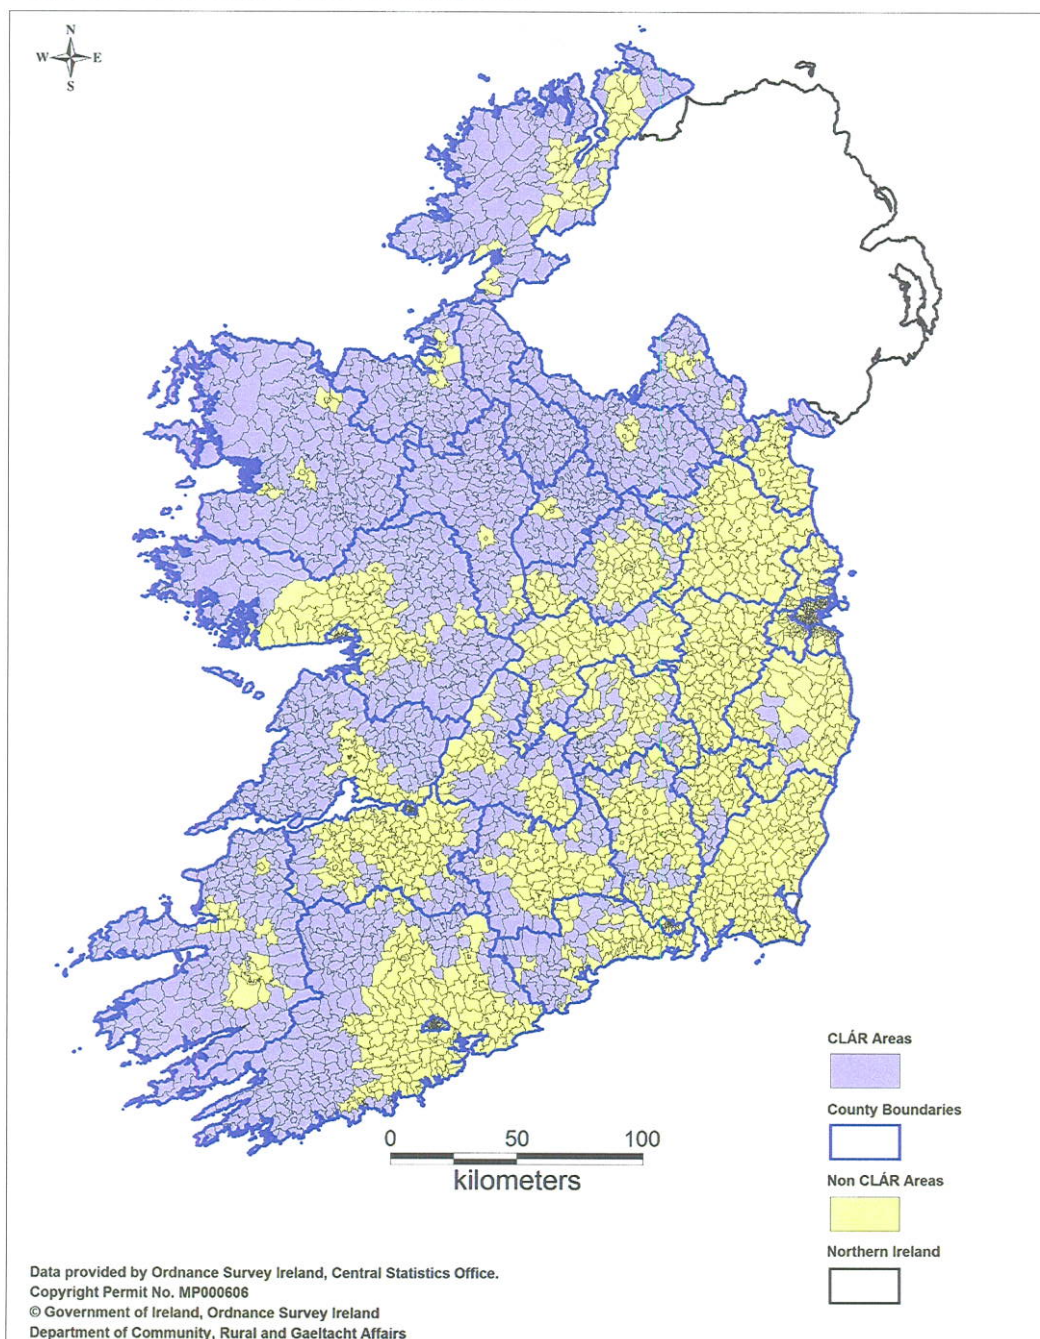 N
W E
S
CLÁR Areas
County Boundaries
0 50 100
kilometers
Non CLÁR Areas
Northern Ireland
Data provided by Ordnance Survey Ireland, Central Statistics Office.
Copyright Permit No. MP000606
© Government of Ireland, Ordnance Survey Ireland
Department of Community, Rural and Gaeltacht Affairs